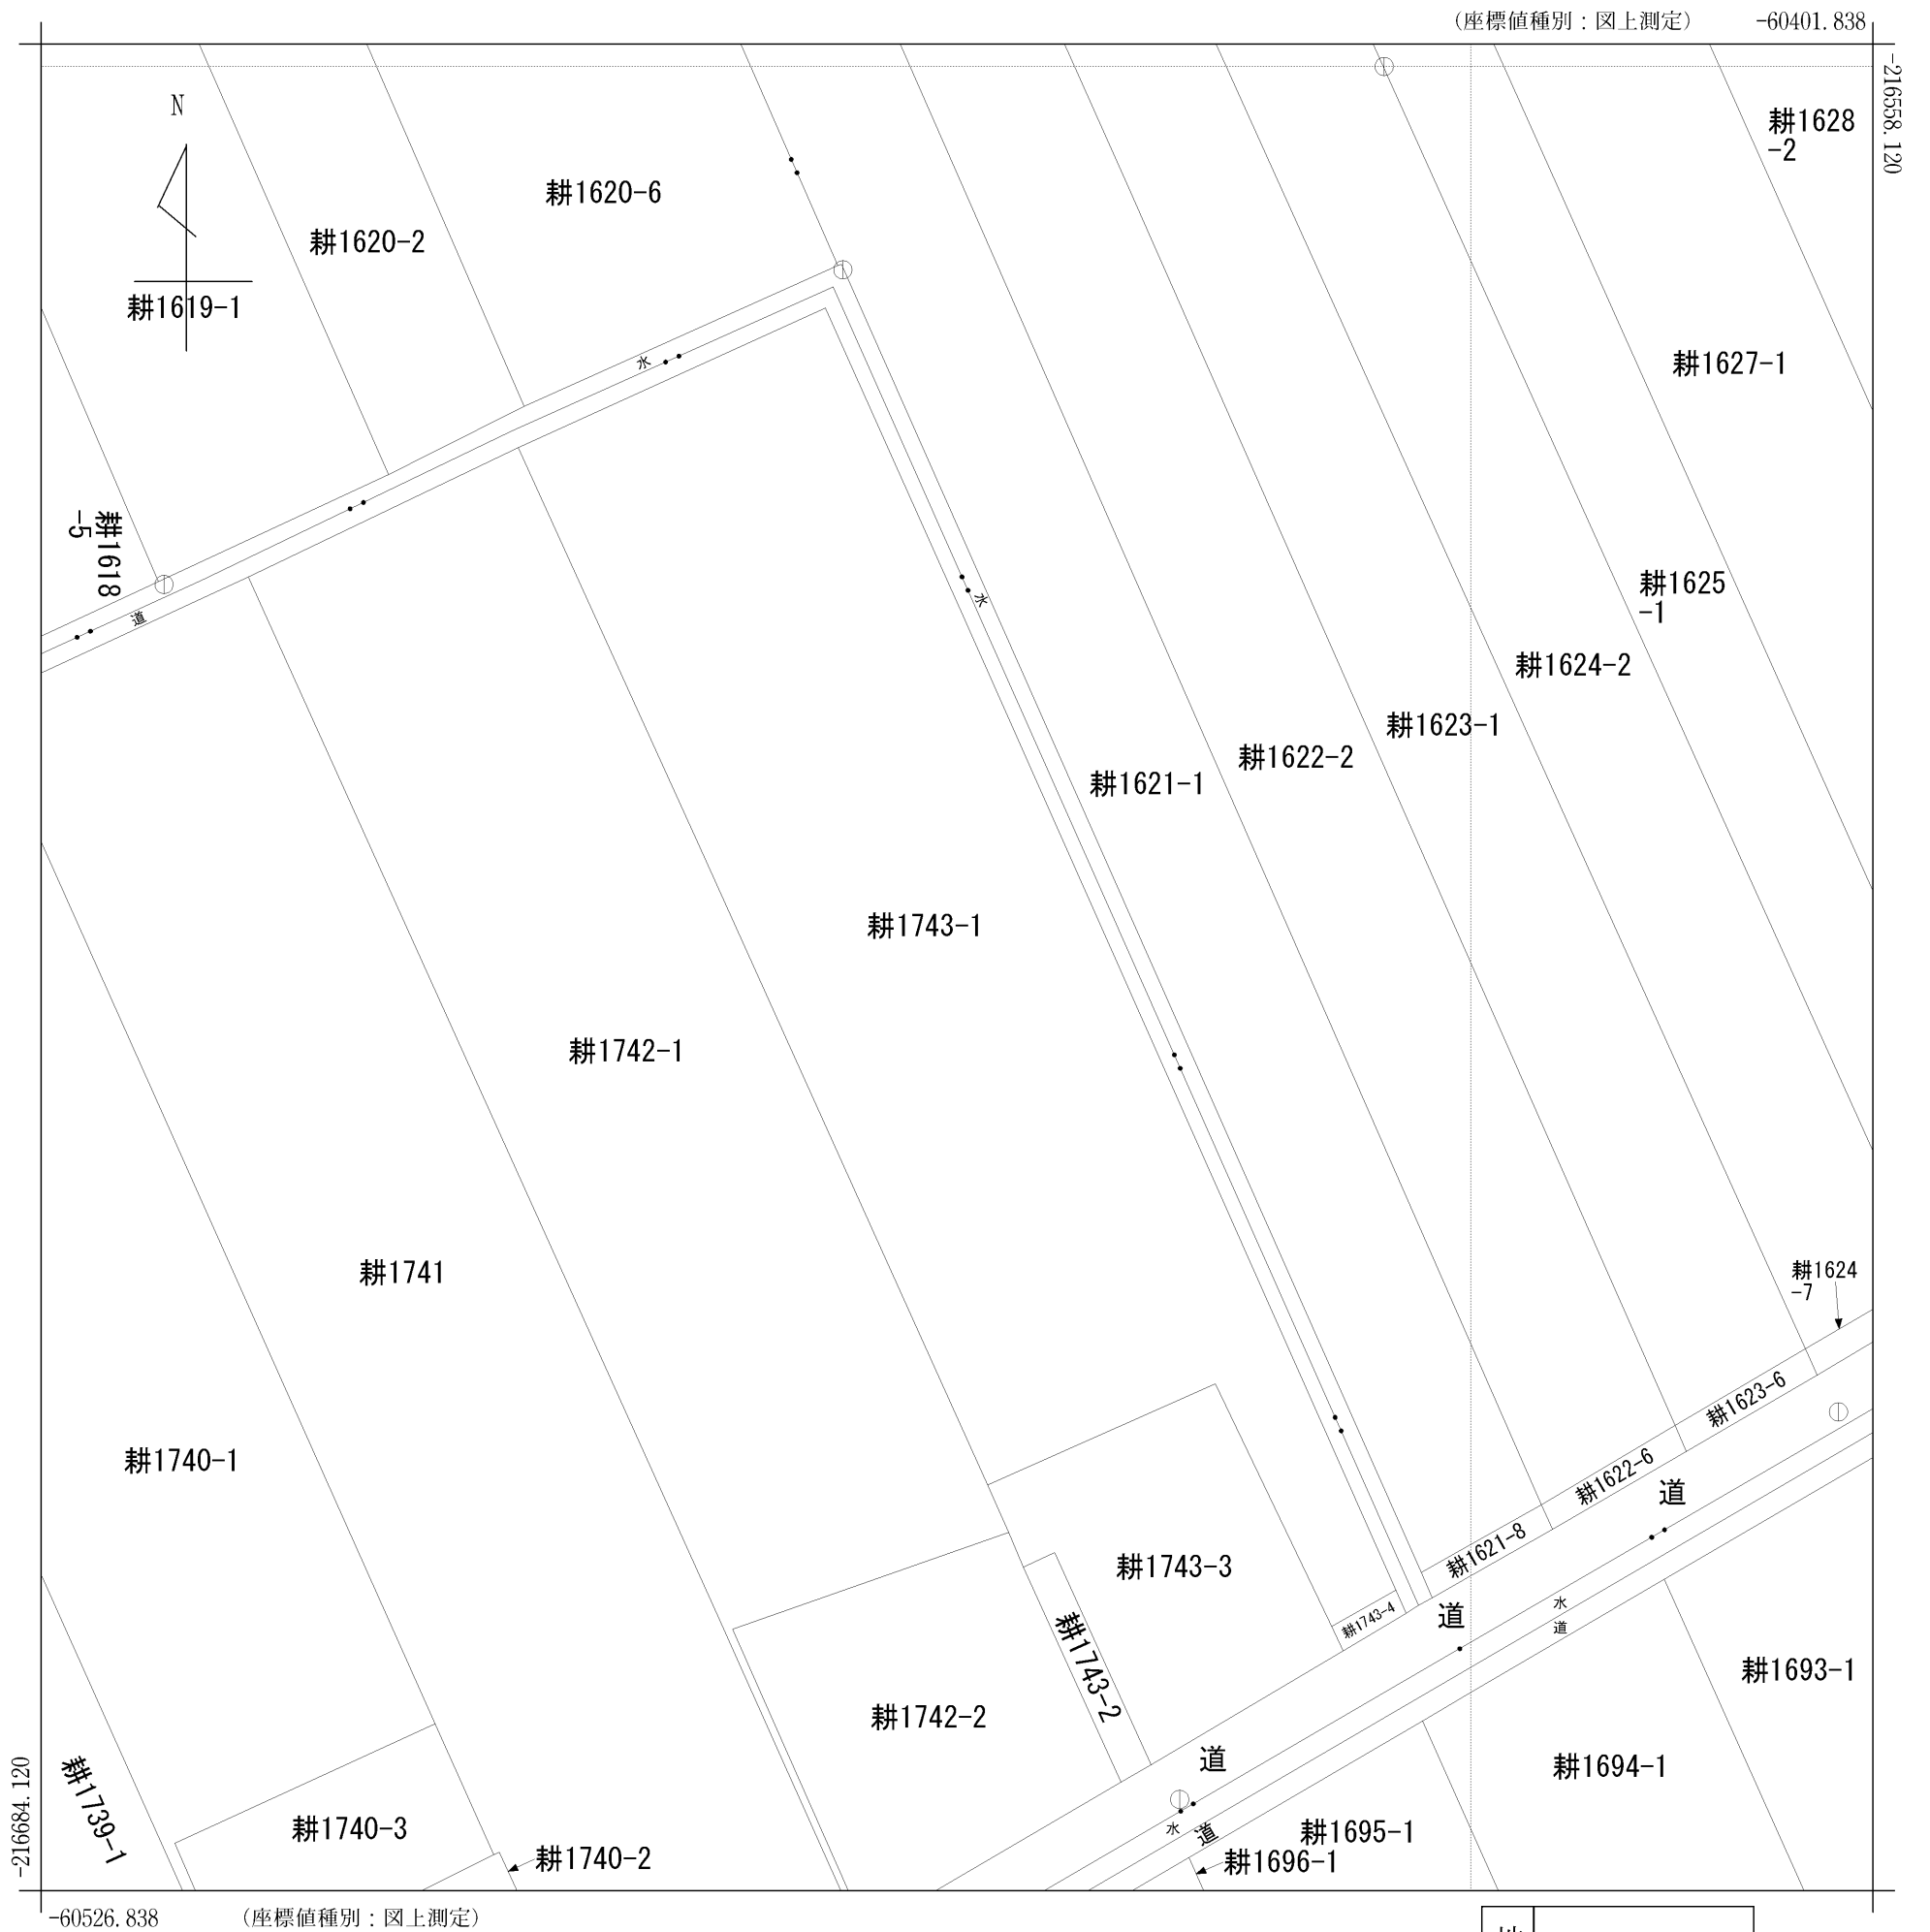 （座標値種別：図上測定） -60401.838
-216558.120
N
耕1628
-2
耕1620-6
耕1620-2
耕1619-1
水
耕1627-1
耕1618
-5
道
水
耕1625
-1
耕1624-2
耕1623-1
耕1622-2
耕1621-1
耕1743-1
耕1742-1
耕1741
耕1624
-7
耕1740-1
耕1623-6
耕1622-6
道
耕1621-8
耕1743-3
耕1743-4
道
水
道
耕1743-2
耕1693-1
耕1742-2
道
耕1694-1
耕1739-1
耕1740-3
水
道
耕1695-1
耕1740-2
耕1696-1
-216684.120
-60526.838 （座標値種別：図上測定）